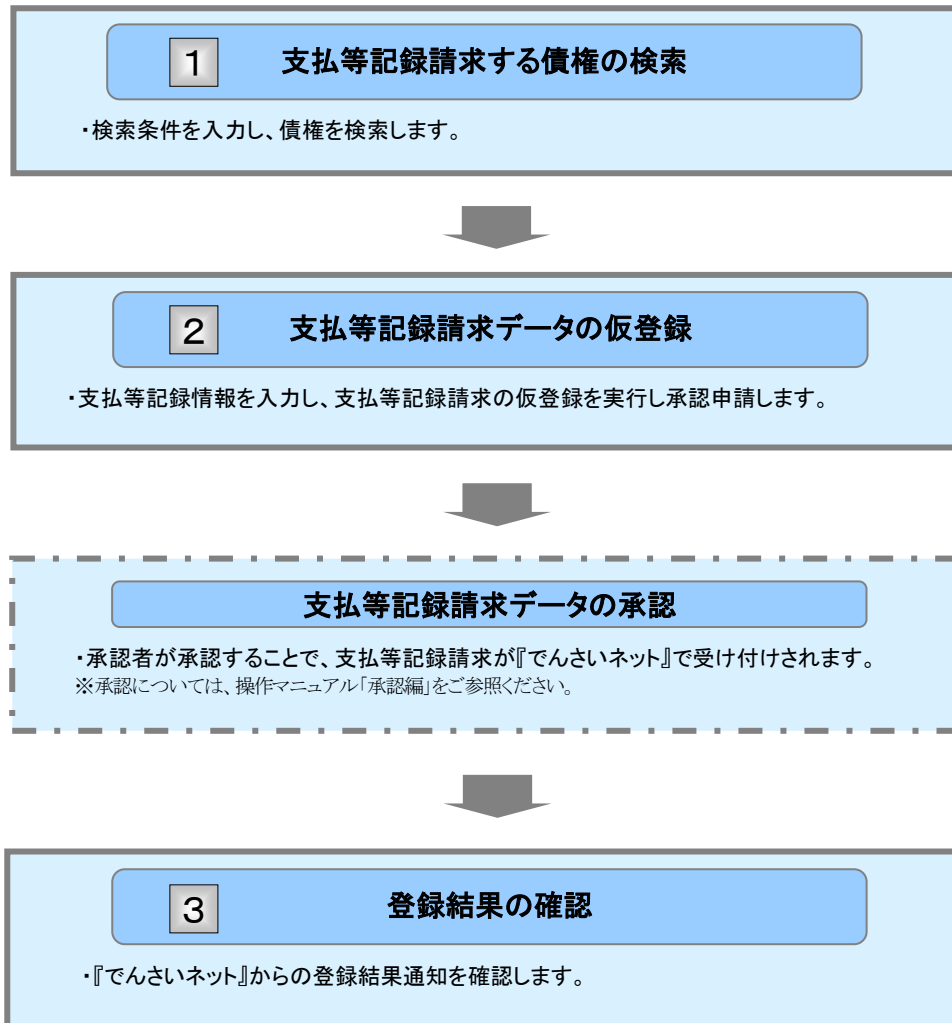 1 支払等記録請求する債権の検索
・検索条件を入力し、債権を検索します。
2 支払等記録請求データの仮登録
・支払等記録情報を入力し、支払等記録請求の仮登録を実行し承認申請します。
支払等記録請求データの承認
・承認者が承認することで、支払等記録請求が『でんさいネット』で受け付けされます。
※承認については、操作マニュアル「承認編」をご参照ください。
3 登録結果の確認
・『でんさいネット』からの登録結果通知を確認します。